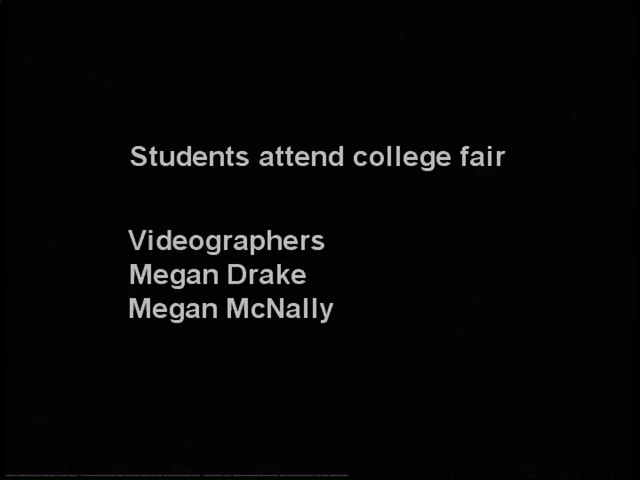 Students attend college fair
Videographers
Megan Drake
Megan McNally